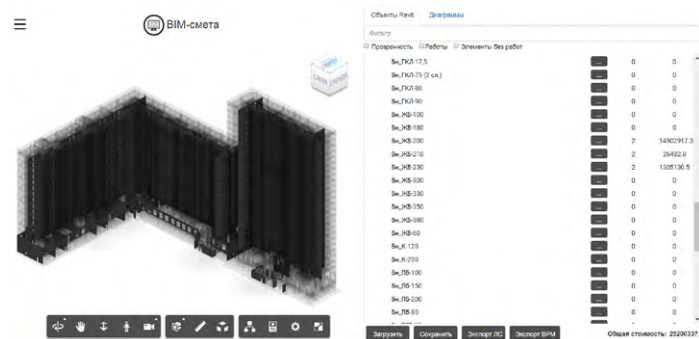 BIM-смета
Объекты Revit Диаграммы
Фильтр
Прозрачность Работы Элементы без работ
Вн_ГКЛ-17,5 ... 0 0
Вн_ГКЛ-75 (2 сл.) ... 0 0
Вн_ГКЛ-80 ... 0 0
Вн_ГКЛ-90 ... 0 0
Вн_ЖБ-100 ... 0 0
Вн_ЖБ-180 ... 0 0
Вн_ЖБ-200 ... 2 14902917.3
Вн_ЖБ-210 ... 2 26482.8
Вн_ЖБ-230 ... 2 1305130.5
Вн_ЖБ-300 ... 0 0
Вн_ЖБ-330 ... 0 0
Вн_ЖБ-350 ... 0 0
Вн_ЖБ-380 ... 0 0
Вн_ЖБ-60 ... 0 0
Вн_К-120 ... 0 0
Вн_К-250 ... 0 0
Вн_ПБ-100 ... 0 0
Вн_ПБ-150 ... 0 0
Вн_ПБ-200 ... 0 0
Вн_ПБ-80 ... 0 0
Загрузить Сохранить Экспорт ЛС Экспорт ВРМ Общая стоимость: 25200337.